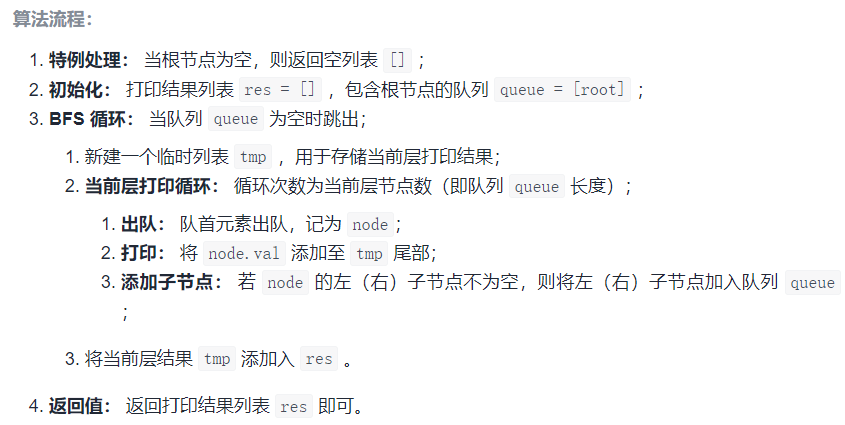 算法流程：
1. 特例处理： 当根节点为空，则返回空列表 [] ；
2. 初始化： 打印结果列表 res = [] ，包含根节点的队列 queue = [root] ；
3. BFS 循环： 当队列 queue 为空时跳出；
1. 新建一个临时列表 tmp ，用于存储当前层打印结果；
2. 当前层打印循环： 循环次数为当前层节点数（即队列 queue 长度）；
1. 出队： 队首元素出队，记为 node；
2. 打印： 将 node.val 添加至 tmp 尾部；
3. 添加子节点： 若 node 的左（右）子节点不为空，则将左（右）子节点加入队列 queue
；
3. 将当前层结果 tmp 添加入 res 。
4. 返回值： 返回打印结果列表 res 即可。